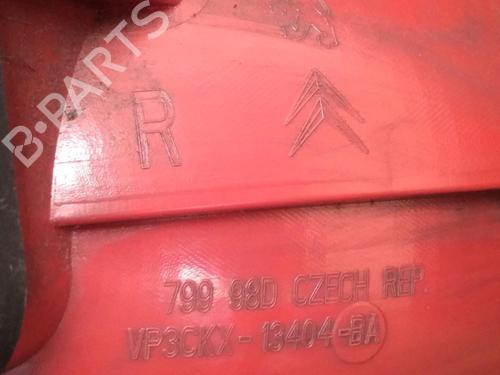 B-PARTS
R
799 98D CZECH REP.
VP3CKX-13404-BA